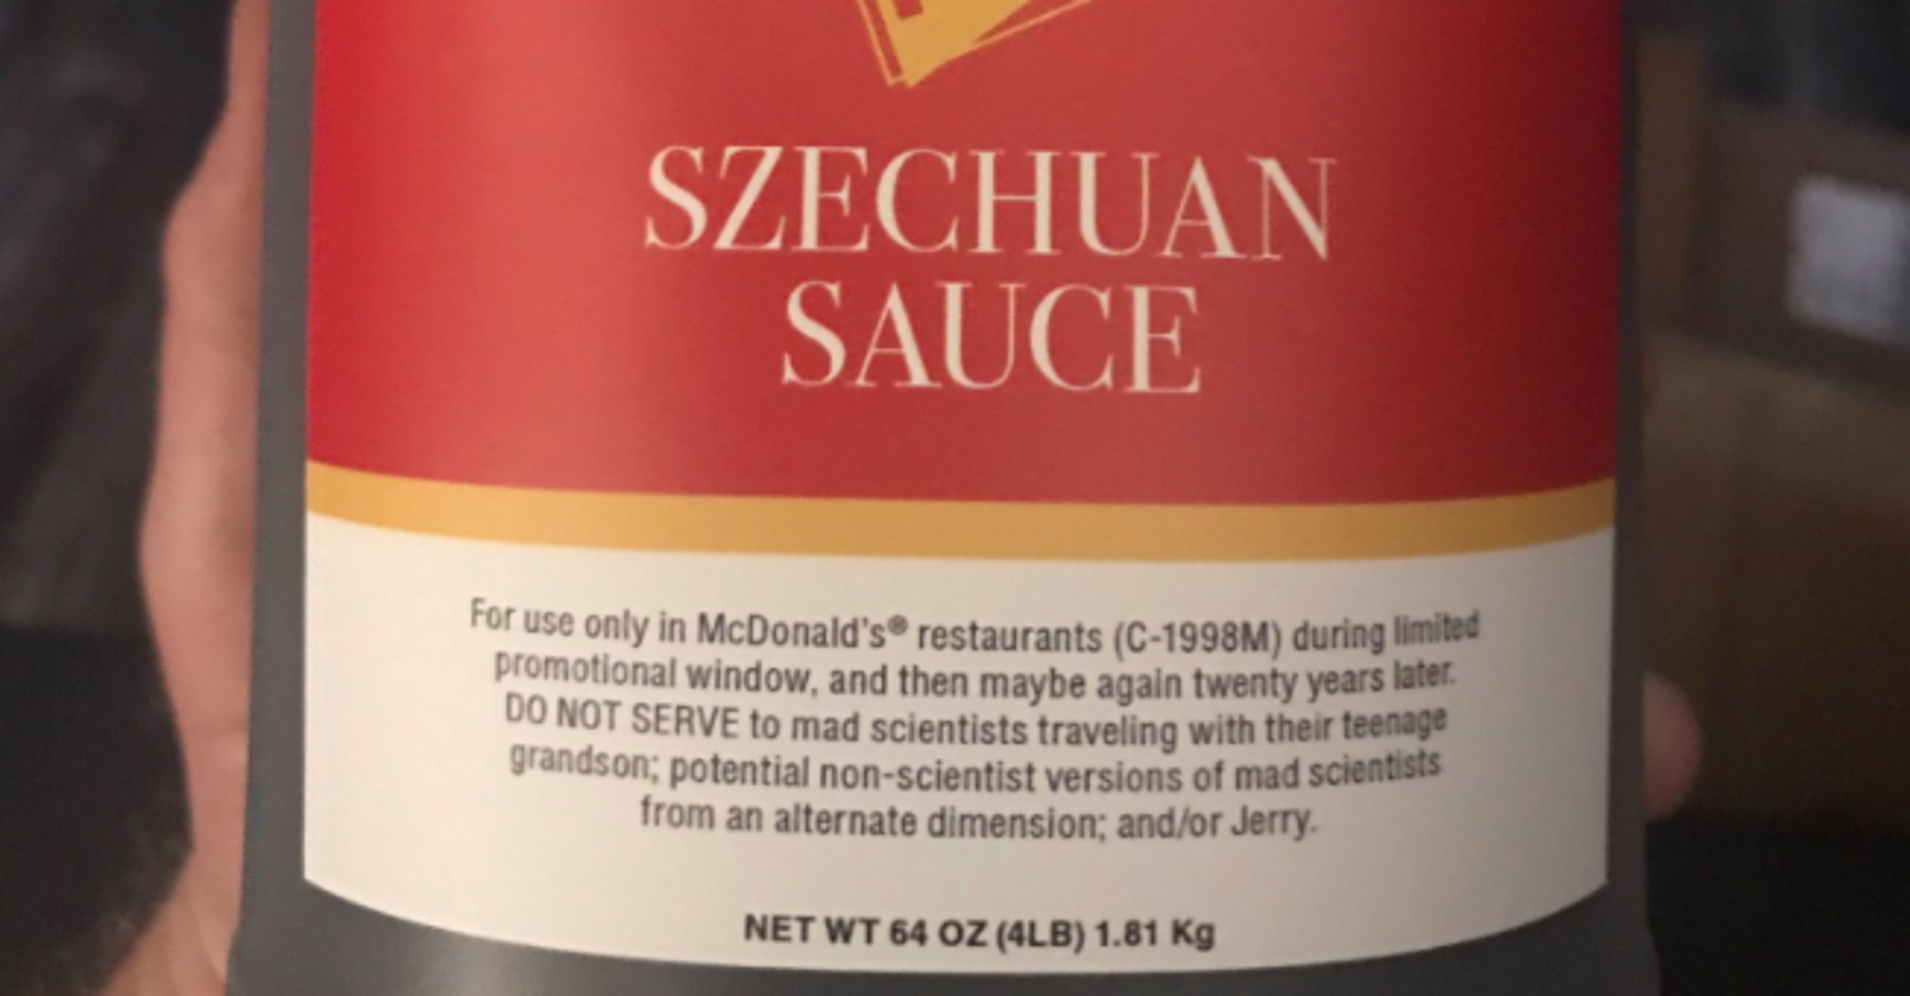 SZECHUAN
SAUCE
For use only in McDonald's® restaurants (C-1998M) during limited
promotional window, and then maybe again twenty years later.
DO NOT SERVE to mad scientists traveling with their teenage
grandson; potential non-scientist versions of mad scientists
from an alternate dimension; and/or Jerry.
NET WT 64 OZ (4LB) 1.81 Kg